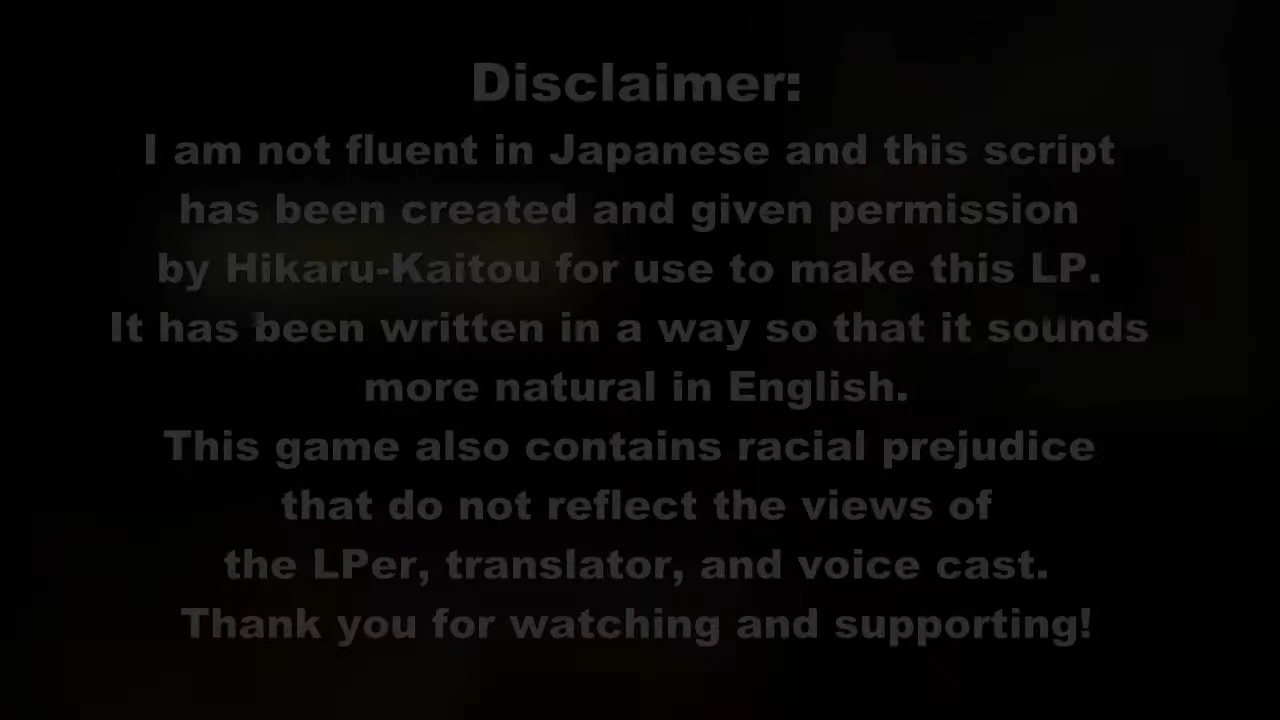 Disclaimer:
I am not fluent in Japanese and this script
has been created and given permission
by Hikaru-Kaitou for use to make this LP.
It has been written in a way so that it sounds
more natural in English.
This game also contains racial prejudice
that do not reflect the views of
the LPer, translator, and voice cast.
Thank you for watching and supporting!